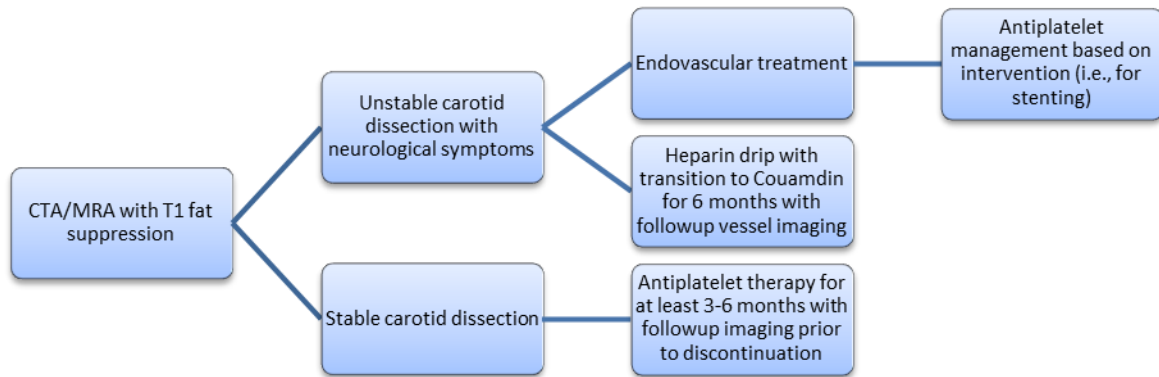 CTA/MRA with T1 fat
suppression
Unstable carotid
dissection with
neurological symptoms
Endovascular treatment
Antiplatelet
management based on
intervention (i.e., for
stenting)
Heparin drip with
transition to Couamdin
for 6 months with
followup vessel imaging
Stable carotid dissection
Antiplatelet therapy for
at least 3-6 months with
followup imaging prior
to discontinuation